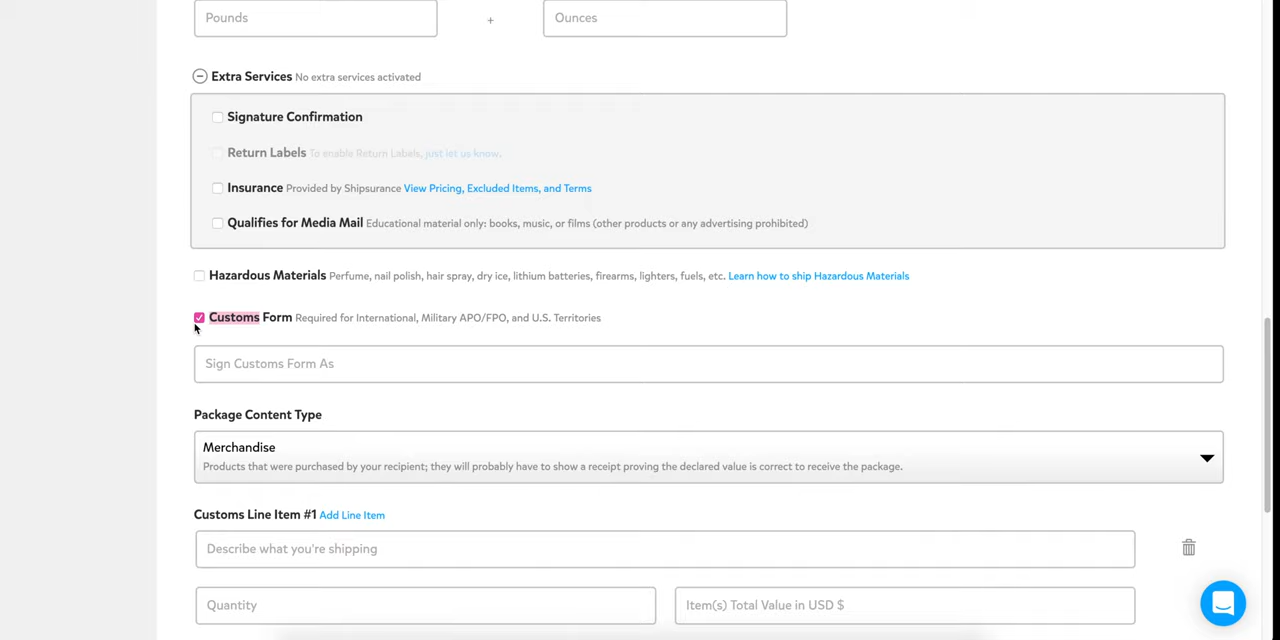 Pounds + Ounces
Extra Services No extra services activated
Signature Confirmation
Return Labels To enable Return Labels, just let us know.
Insurance Provided by Shipsurance View Pricing, Excluded Items, and Terms
Qualifies for Media Mail Educational material only: books, music, or films (other products or any advertising prohibited)
Hazardous Materials Perfume, nail polish, hair spray, dry ice, lithium batteries, firearms, lighters, fuels, etc. Learn how to ship Hazardous Materials
Customs Form Required for International, Military APO/FPO, and U.S. Territories
Sign Customs Form As
Package Content Type
Merchandise
Products that were purchased by your recipient; they will probably have to show a receipt proving the declared value is correct to receive the package.
Customs Line Item #1 Add Line Item
Describe what you're shipping
Quantity Item(s) Total Value in USD $